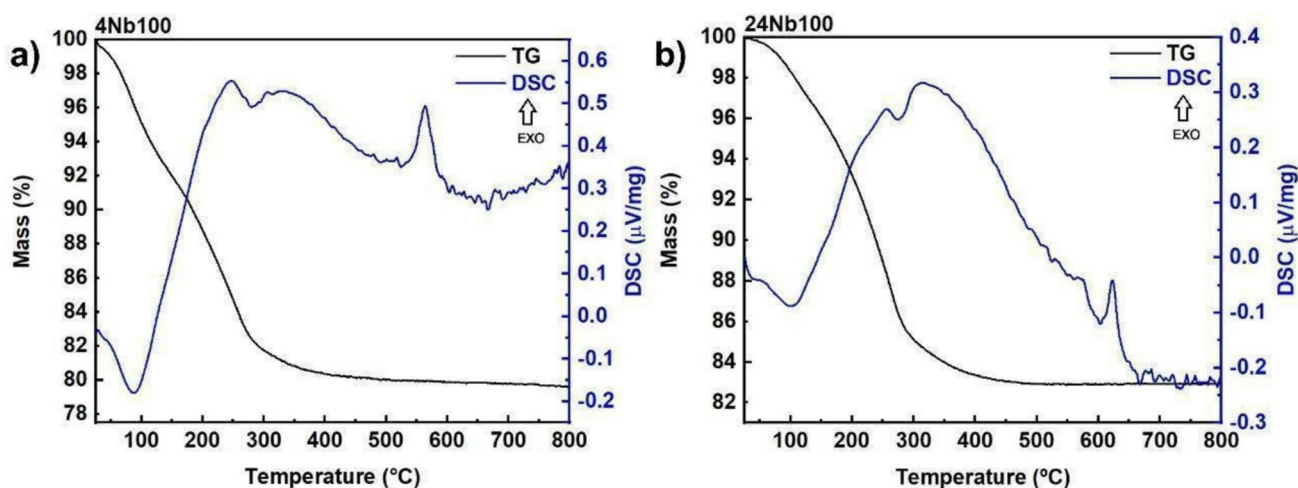 a)
4Nb100
TG
DSC
EXO
100
98
96
94
92
90
88
86
84
82
80
78
Mass (%)
0.6
0.5
0.4
0.3
0.2
0.1
0.0
-0.1
-0.2
DSC (µV/mg)
100 200 300 400 500 600 700 800
Temperature (°C)
b)
24Nb100
TG
DSC
EXO
100
98
96
94
92
90
88
86
84
82
Mass (%)
0.4
0.3
0.2
0.1
0.0
-0.1
-0.2
-0.3
DSC (µV/mg)
100 200 300 400 500 600 700 800
Temperature (ºC)